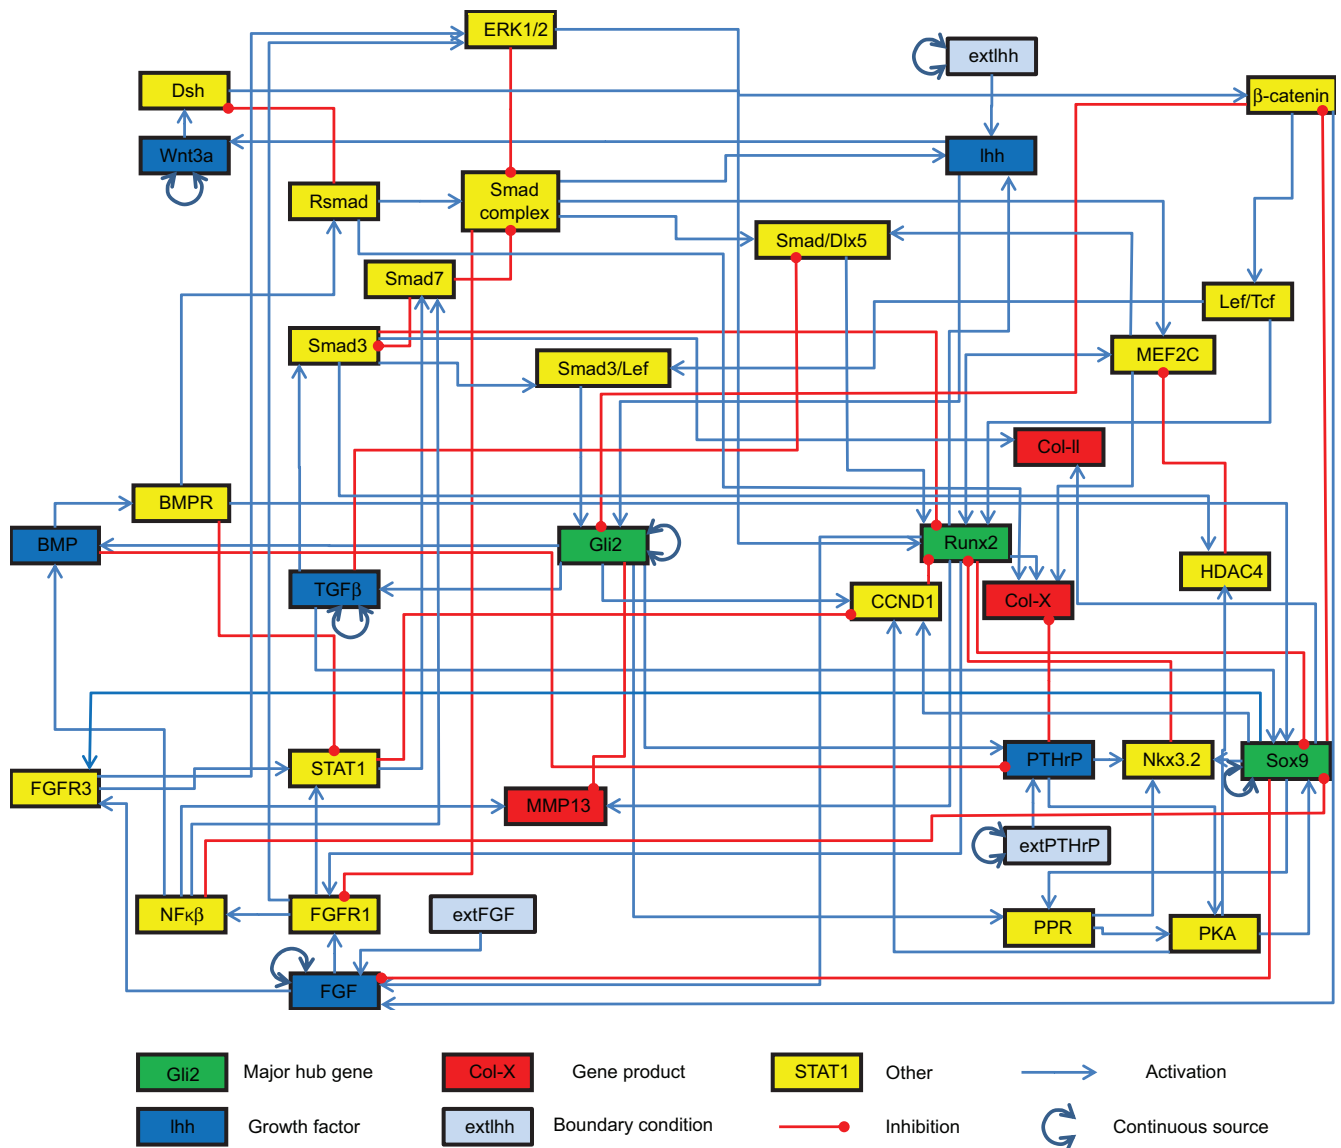 ERK1/2
extIhh
Dsh
β-catenin
Wnt3a
Ihh
Rsmad
Smad
complex
Smad/Dlx5
Smad7
Lef/Tcf
Smad3
Smad3/Lef
MEF2C
Col-II
BMPR
BMP
Gli2
Runx2
HDAC4
TGFβ
CCND1
Col-X
STAT1
PTHrP
Nkx3.2
Sox9
FGFR3
MMP13
extPTHrP
NFκβ
FGFR1
extFGF
PPR
PKA
FGF
Gli2 Major hub gene Col-X Gene product STAT1 Other Activation
Ihh Growth factor extIhh Boundary condition Inhibition Continuous source